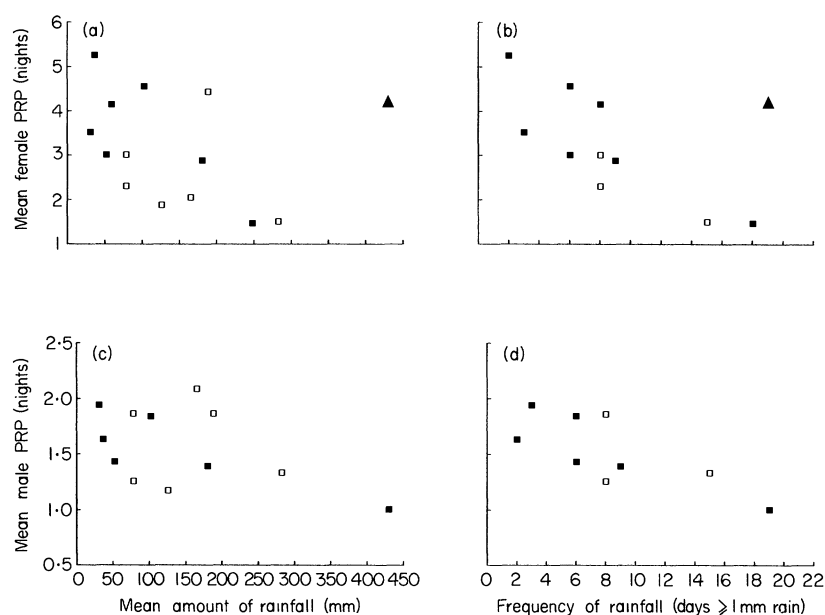 6
5
4
3
2
1
Mean female PRP (nights)
(a)
(b)
2·5
2·0
1·5
1·0
0·5
Mean male PRP (nights)
(c)
(d)
0 50 100 150 200 250 300 350 400 450
Mean amount of rainfall (mm)
0 2 4 6 8 10 12 14 16 18 20 22
Frequency of rainfall (days ⩾ 1 mm rain)